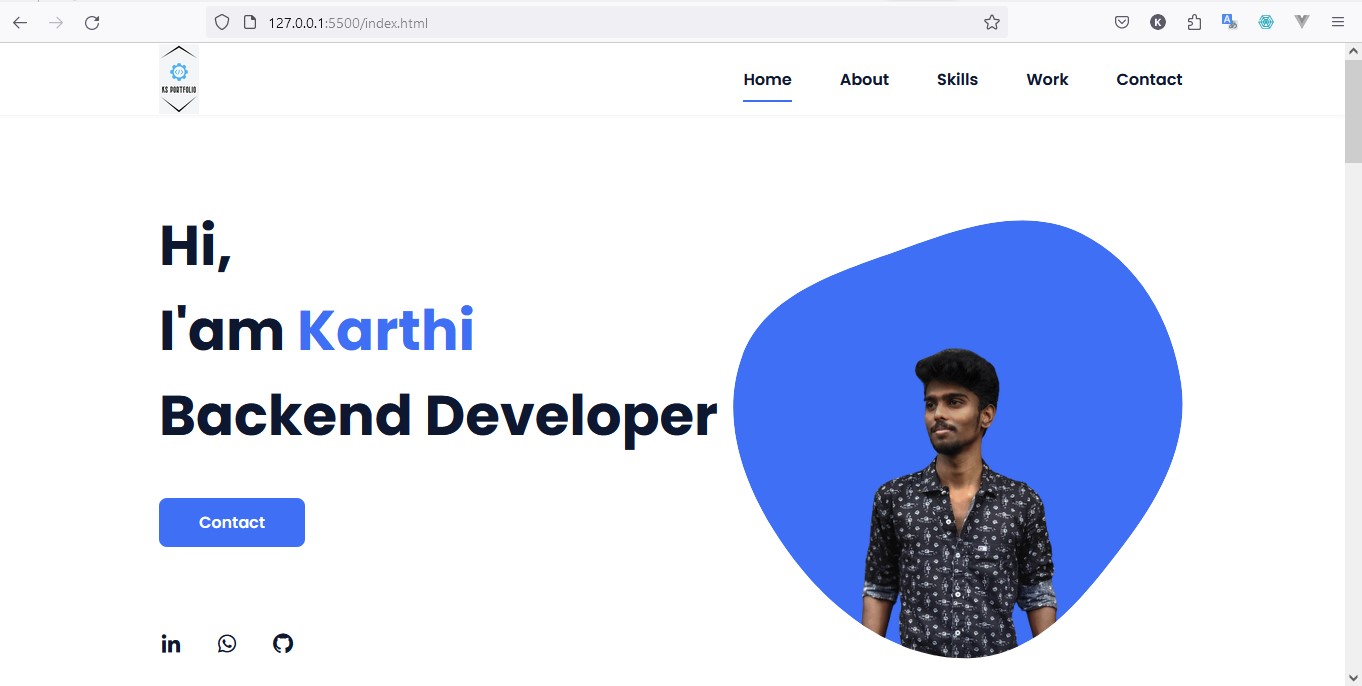 127.0.0.1:5500/index.html
K
A
KS PORTFOLIO
Home About Skills Work Contact
Hi,
I'am Karthi
Backend Developer
Contact
in